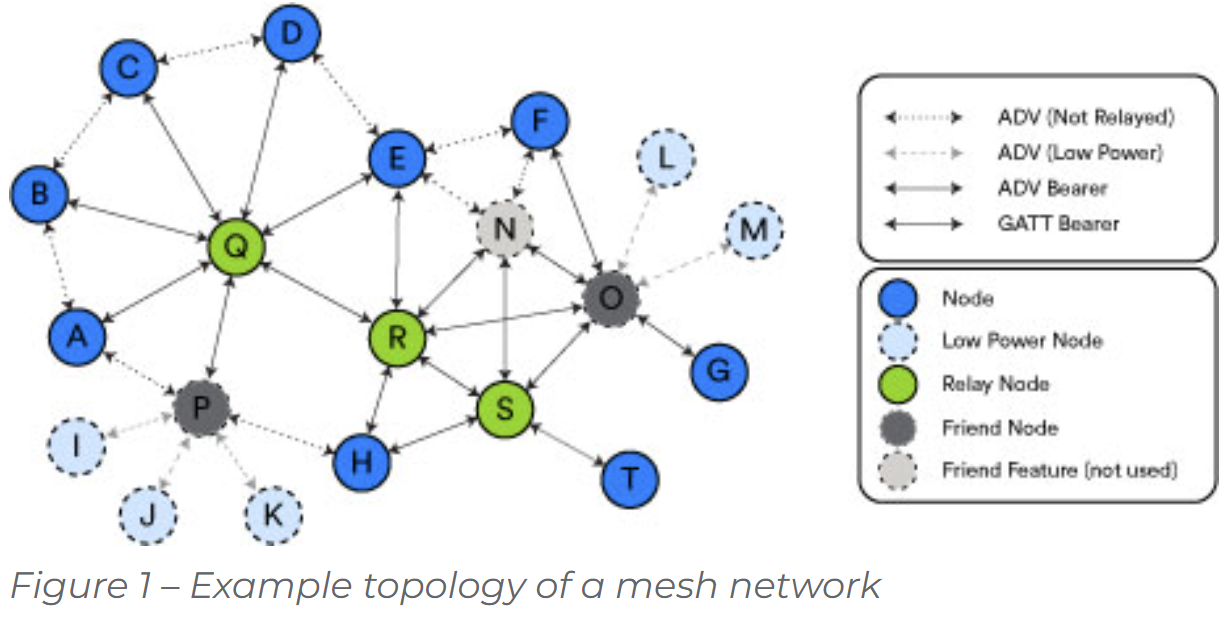 D
C
F
E
L
B
N
M
Q
O
A
R
G
P
S
I
H
T
J
K
ADV (Not Relayed)
ADV (Low Power)
ADV Bearer
GATT Bearer
Node
Low Power Node
Relay Node
Friend Node
Friend Feature (not used)
Figure 1 – Example topology of a mesh network